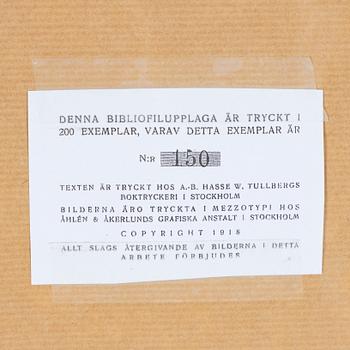 DENNA BIBLIOFILUPPLAGA ÄR TRYCKT I
200 EXEMPLAR, VARAV DETTA EXEMPLAR ÄR
N:R 150
TEXTEN ÄR TRYCKT HOS A.-B. HASSE W. TULLBERGS
BOKTRYCKERI I STOCKHOLM
BILDERNA ÄRO TRYCKTA I MEZZOTYPI HOS
ÅHLÉN & ÅKERLUNDS GRAFISKA ANSTALT I STOCKHOLM
COPYRIGHT 1918
ALLT SLAGS ÅTERGIVANDE AV BILDERNA I DETTA
ARBETE FÖRBJUDES